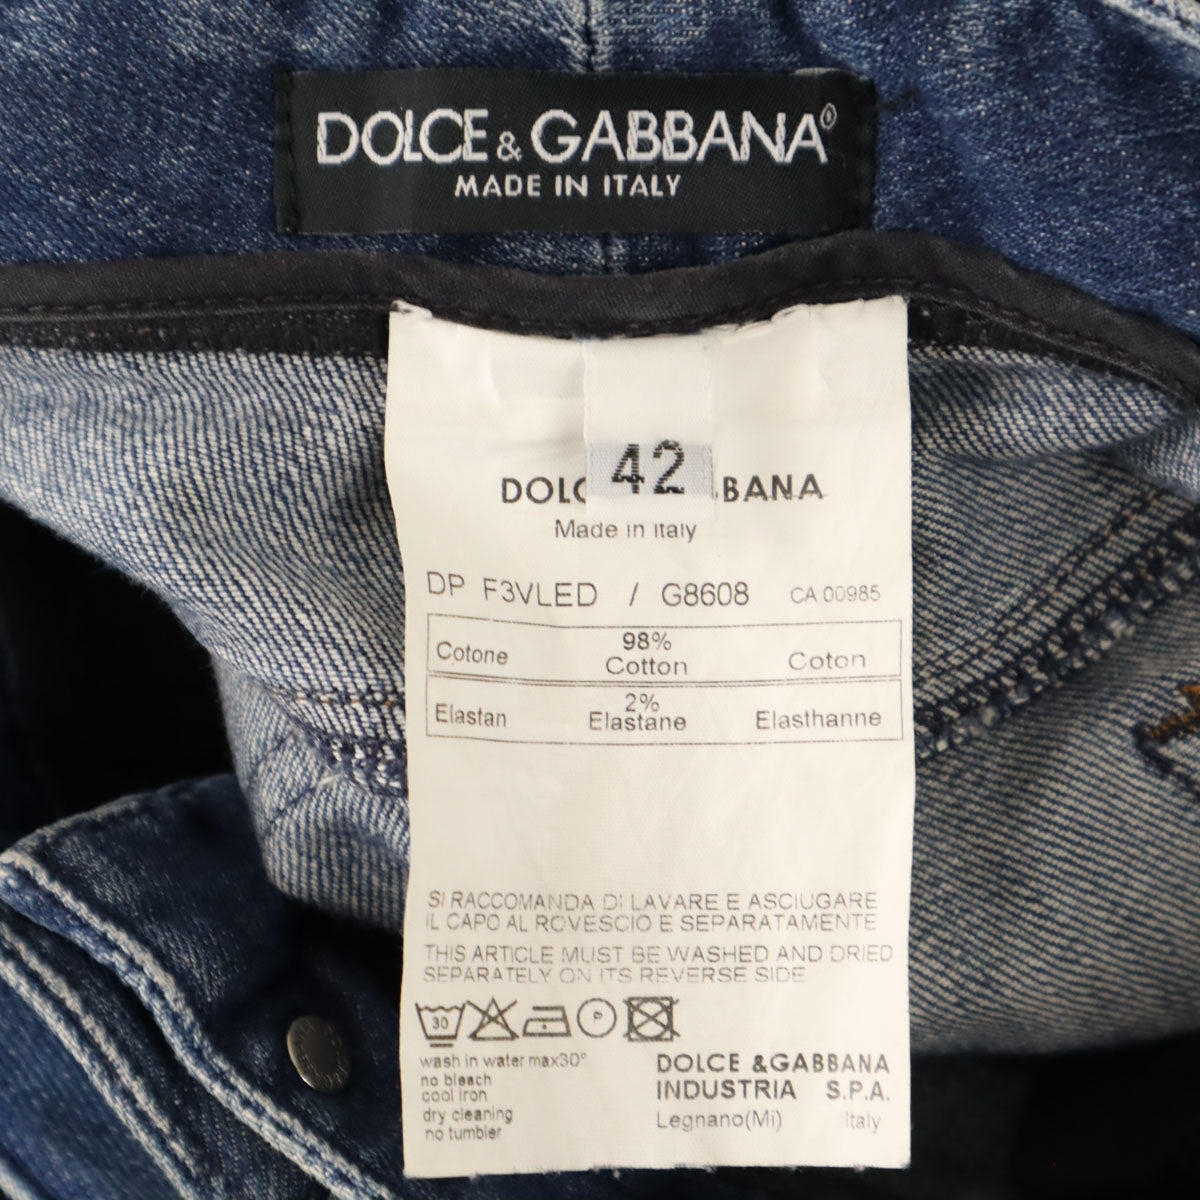 DOLCE & GABBANA®
MADE IN ITALY
42
DOLC BBANA
Made in Italy
DP F3VLED / G8608 CA 00985
Cotone 98% Cotton Coton
Elastan 2% Elastane Elasthanne
SI RACCOMANDA DI LAVARE E ASCIUGARE
IL CAPO AL ROVESCIO E SEPARATAMENTE
THIS ARTICLE MUST BE WASHED AND DRIED
SEPARATELY ON ITS REVERSE SIDE
30 P
wash in water max30°
no bleach
cool iron
dry cleaning
no tumbler
DOLCE &GABBANA
INDUSTRIA S.P.A.
Legnano(Mi) Italy